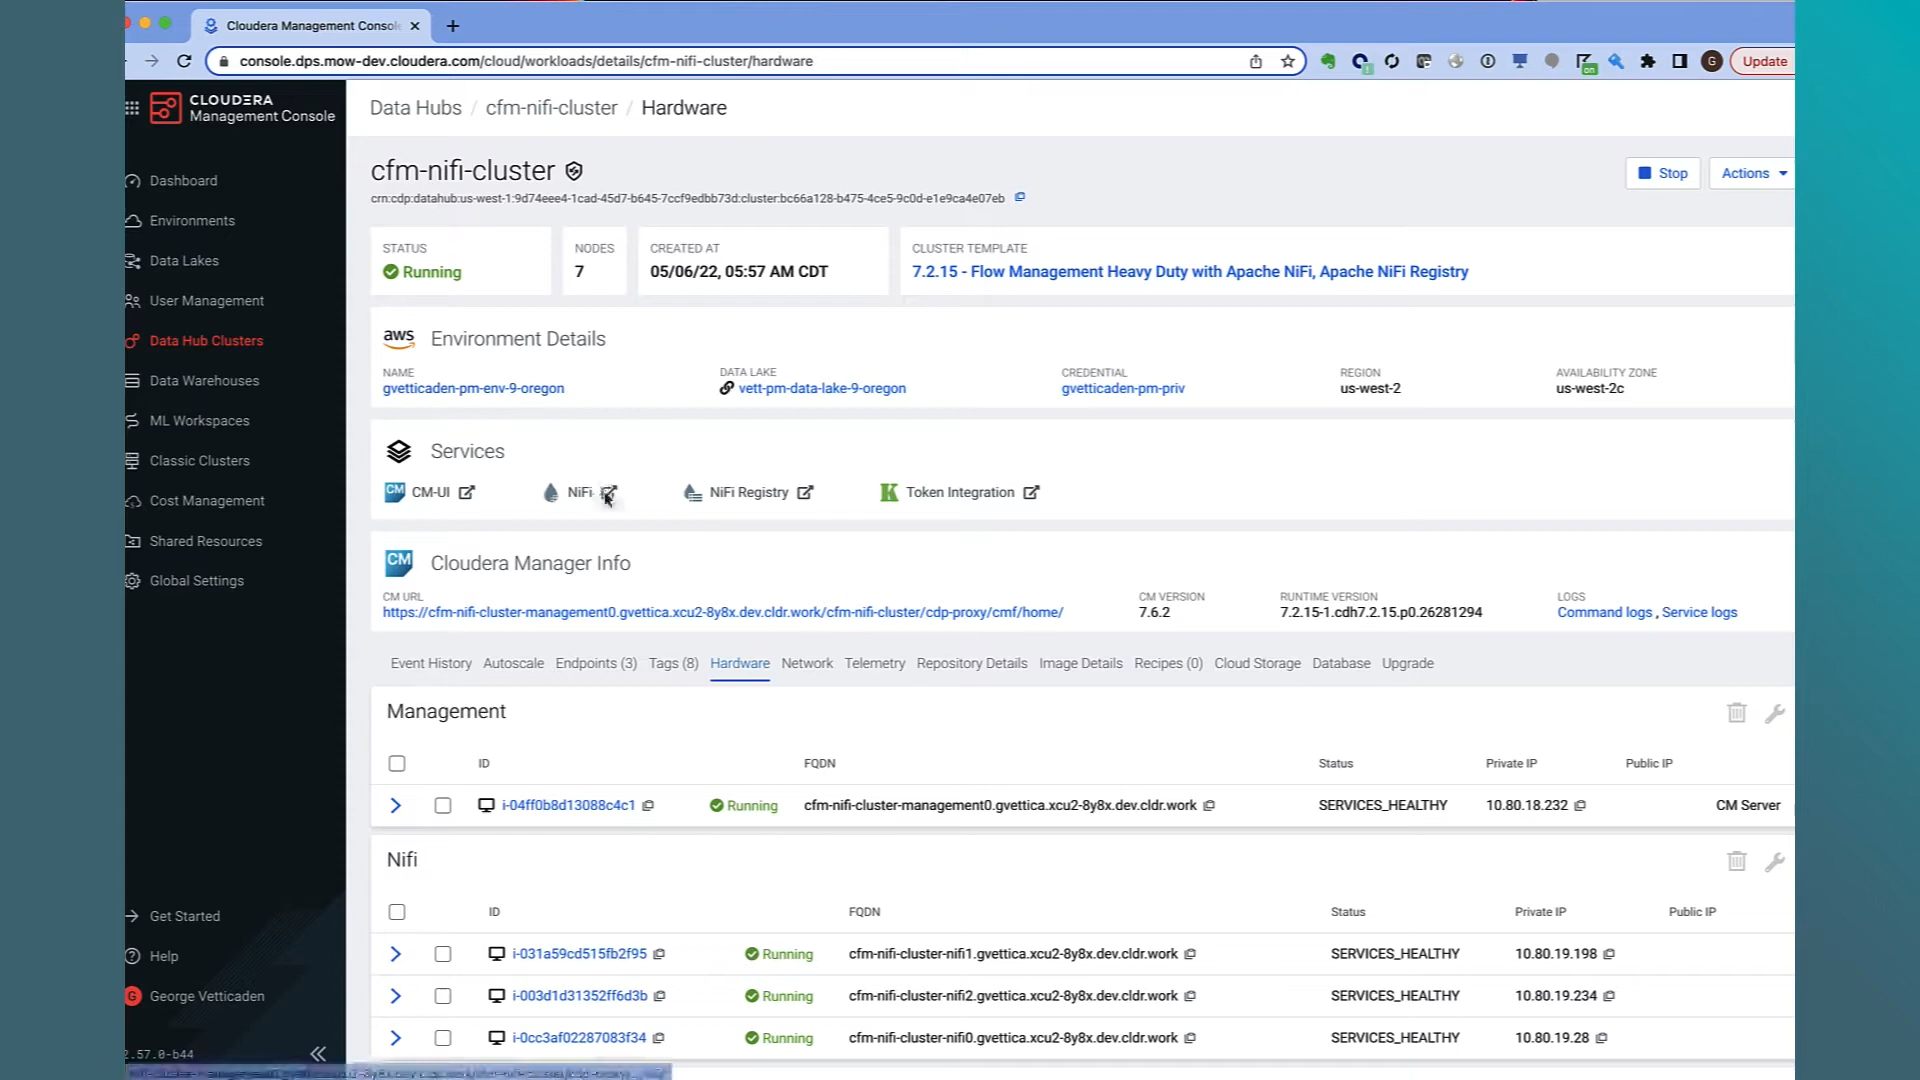 Cloudera Management Consol
console.dps.mow-dev.cloudera.com/cloud/workloads/details/cfm-nifi-cluster/hardware
1
on
G
Update
CLOUDERA
Management Console
Data Hubs / cfm-nifi-cluster / Hardware
Dashboard
Environments
Data Lakes
User Management
Data Hub Clusters
Data Warehouses
ML Workspaces
Classic Clusters
Cost Management
Shared Resources
Global Settings
Get Started
Help
G George Vetticaden
2.57.0-b44
cfm-nifi-cluster
crn:cdp:datahub:us-west-1:9d74eee4-1cad-45d7-b645-7ccf9edbb73d:cluster:bc66a128-b475-4ce5-9c0d-e1e9ca4e07eb
Stop
Actions
STATUS NODES CREATED AT CLUSTER TEMPLATE
Running 7 05/06/22, 05:57 AM CDT 7.2.15 - Flow Management Heavy Duty with Apache NiFi, Apache NiFi Registry
aws Environment Details
NAME DATA LAKE CREDENTIAL REGION AVAILABILITY ZONE
gvetticaden-pm-env-9-oregon vett-pm-data-lake-9-oregon gvetticaden-pm-priv us-west-2 us-west-2c
Services
CM CM-UI NiFi NiFi Registry K Token Integration
CM Cloudera Manager Info
CM URL CM VERSION RUNTIME VERSION LOGS
https://cfm-nifi-cluster-management0.gvettica.xcu2-8y8x.dev.cldr.work/cfm-nifi-cluster/cdp-proxy/cmf/home/ 7.6.2 7.2.15-1.cdh7.2.15.p0.26281294 Command logs , Service logs
Event History Autoscale Endpoints (3) Tags (8) Hardware Network Telemetry Repository Details Image Details Recipes (0) Cloud Storage Database Upgrade
Management
ID FQDN Status Private IP Public IP
i-04ff0b8d13088c4c1 Running cfm-nifi-cluster-management0.gvettica.xcu2-8y8x.dev.cldr.work SERVICES_HEALTHY 10.80.18.232 CM Server
Nifi
ID FQDN Status Private IP Public IP
i-031a59cd515fb2f95 Running cfm-nifi-cluster-nifi1.gvettica.xcu2-8y8x.dev.cldr.work SERVICES_HEALTHY 10.80.19.198
i-003d1d31352ff6d3b Running cfm-nifi-cluster-nifi2.gvettica.xcu2-8y8x.dev.cldr.work SERVICES_HEALTHY 10.80.19.234
i-0cc3af02287083f34 Running cfm-nifi-cluster-nifi0.gvettica.xcu2-8y8x.dev.cldr.work SERVICES_HEALTHY 10.80.19.28